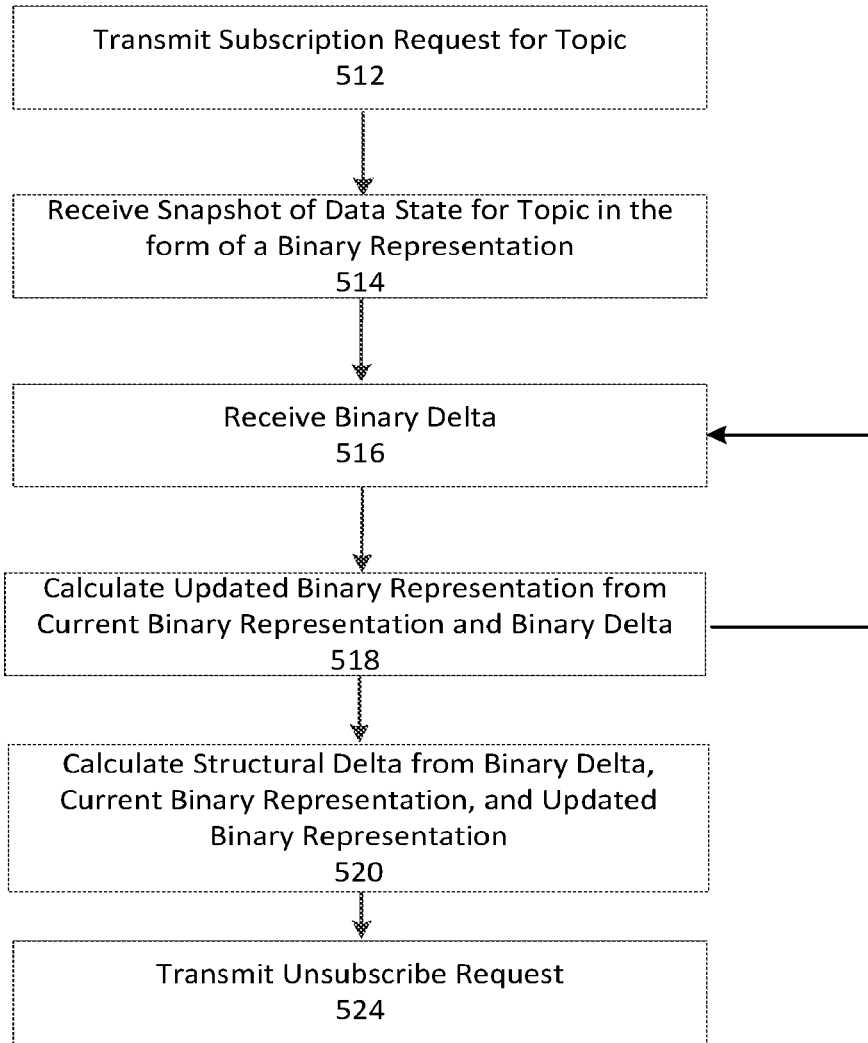 Transmit Subscription Request for Topic
512
Receive Snapshot of Data State for Topic in the
form of a Binary Representation
514
Receive Binary Delta
516
Calculate Updated Binary Representation from
Current Binary Representation and Binary Delta
518
Calculate Structural Delta from Binary Delta,
Current Binary Representation, and Updated
Binary Representation
520
Transmit Unsubscribe Request
524